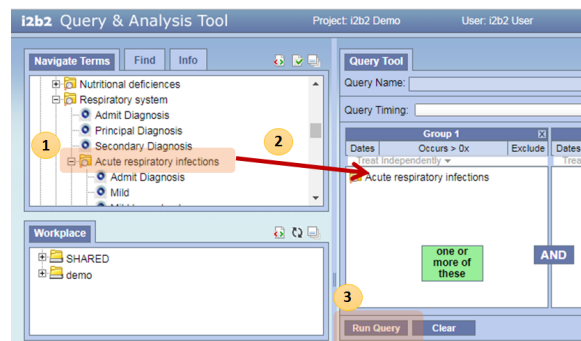 i2b2 Query & Analysis Tool
Project: i2b2 Demo
User: i2b2 User
Navigate Terms
Find
Info
Nutritional deficiences
Respiratory system
Admit Diagnosis
Principal Diagnosis
Secondary Diagnosis
Acute respiratory infections
Admit Diagnosis
Mild
1
2
Workplace
SHARED
demo
Query Tool
Query Name:
Query Timing:
Group 1
X
Dates
Occurs > 0x
Exclude
Dates
Treat Independently
Trea
Acute respiratory infections
one or
more of
these
AND
3
Run Query
Clear